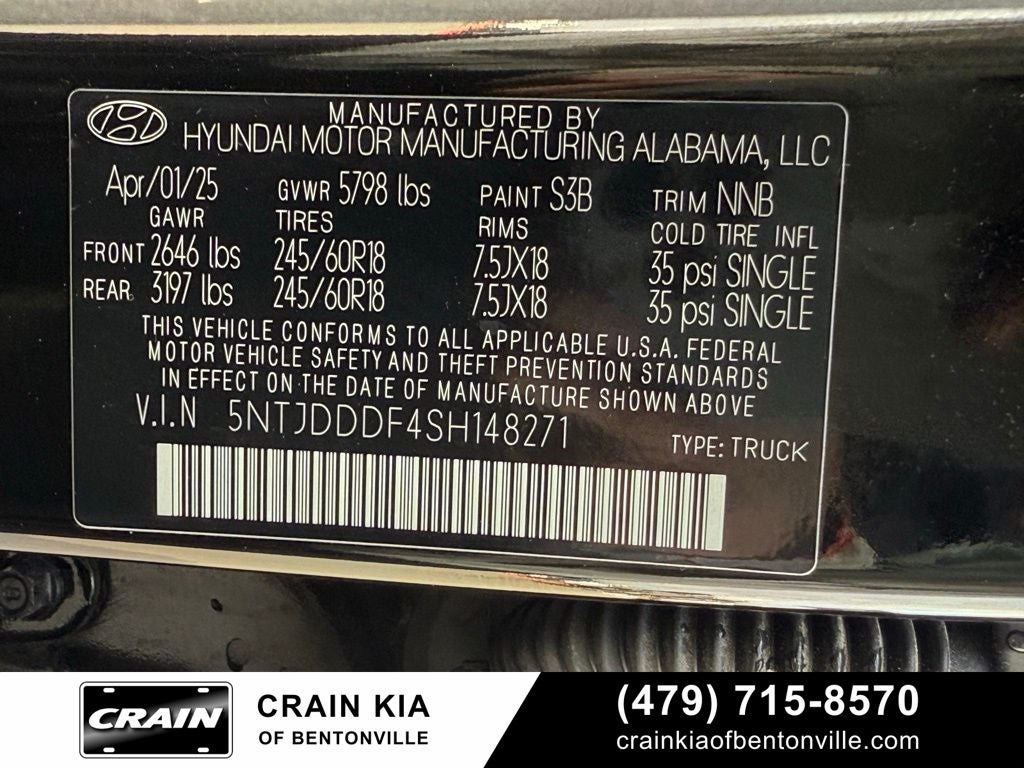 MANUFACTURED BY
HYUNDAI MOTOR MANUFACTURING ALABAMA, LLC
Apr/01/25 GVWR 5798 lbs PAINT S3B TRIM NNB
GAWR TIRES RIMS COLD TIRE INFL
FRONT 2646 lbs 245/60R18 7.5JX18 35 psi SINGLE
REAR 3197 lbs 245/60R18 7.5JX18 35 psi SINGLE
THIS VEHICLE CONFORMS TO ALL APPLICABLE U.S.A. FEDERAL
MOTOR VEHICLE SAFETY AND THEFT PREVENTION STANDARDS
IN EFFECT ON THE DATE OF MANUFACTURE SHOWN ABOVE
V.I.N 5NTJDDDF4SH148271 TYPE: TRUCK
CRAIN
CRAIN KIA
OF BENTONVILLE
(479) 715-8570
crainkiaofbentonville.com